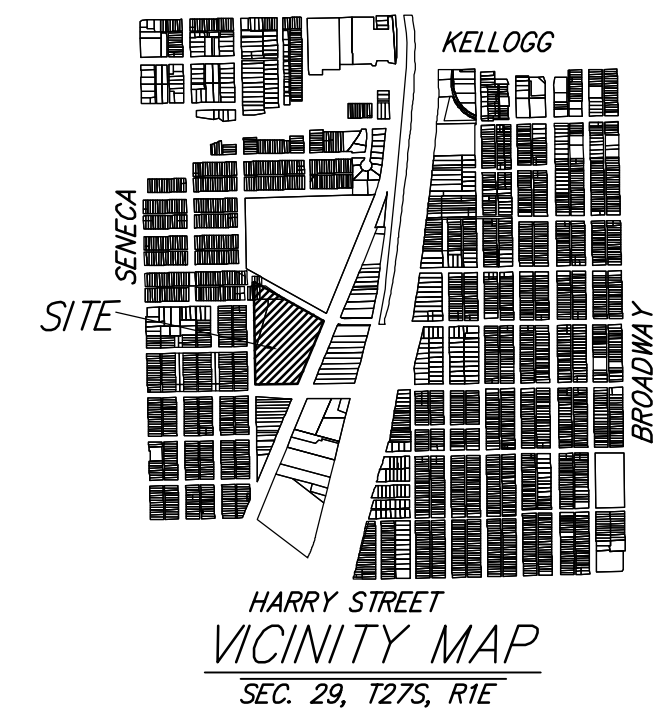 KELLOGG
SENECA
SITE
BROADWAY
HARRY STREET
VICINITY MAP
SEC. 29, T27S, R1E